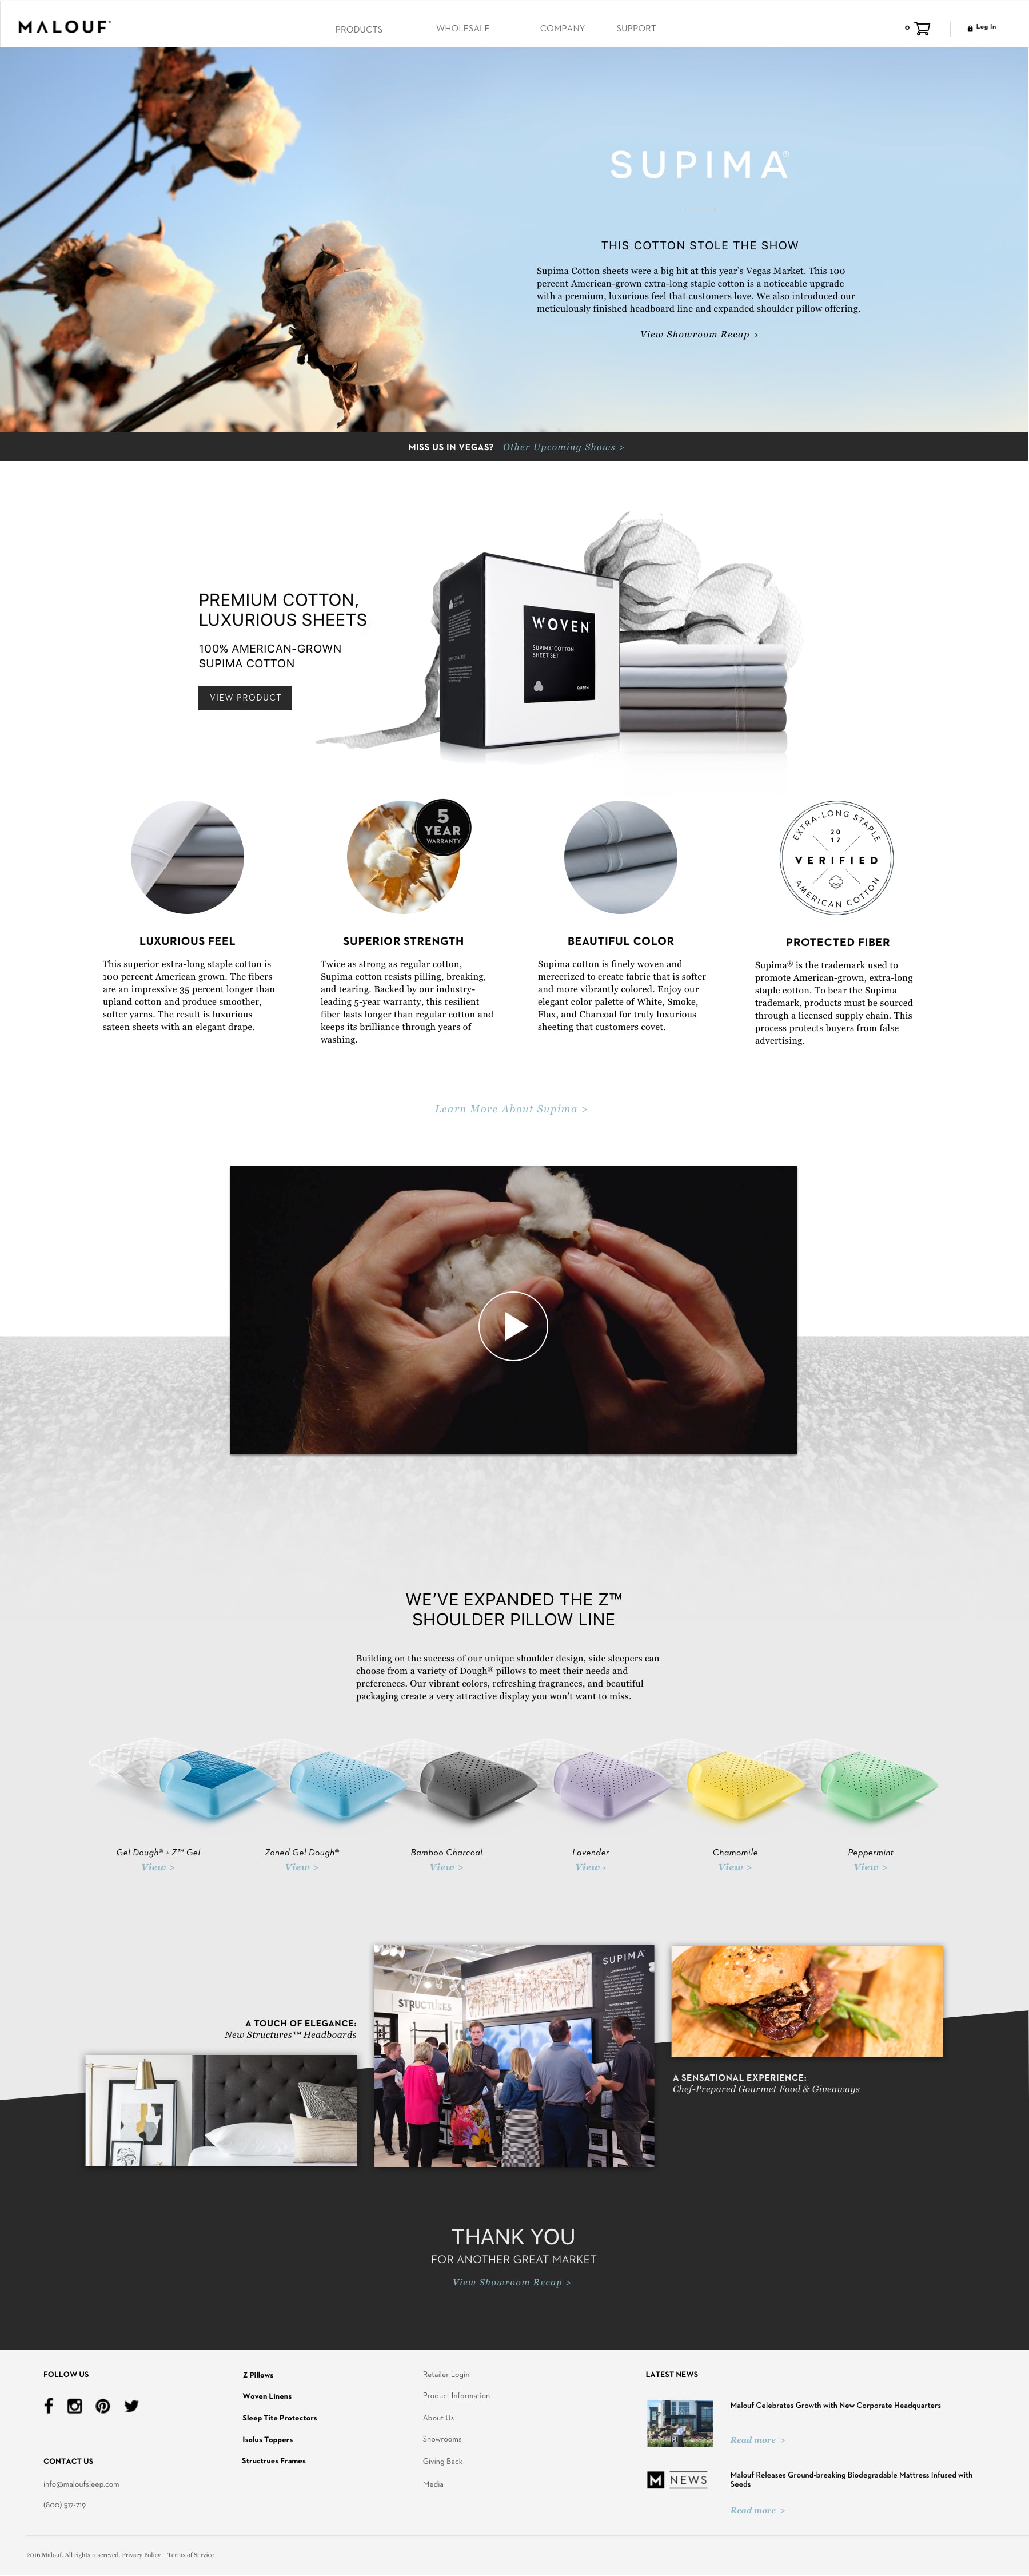 MALOUF®
PRODUCTS
WHOLESALE
COMPANY
SUPPORT
0
Log In
SUPIMA®
THIS COTTON STOLE THE SHOW
Supima Cotton sheets were a big hit at this year's Vegas Market. This 100
percent American-grown extra-long staple cotton is a noticeable upgrade
with a premium, luxurious feel that customers love. We also introduced our
meticulously finished headboard line and expanded shoulder pillow offering.
View Showroom Recap ›
MISS US IN VEGAS? Other Upcoming Shows >
PREMIUM COTTON,
LUXURIOUS SHEETS
100% AMERICAN-GROWN
SUPIMA COTTON
VIEW PRODUCT
WOVEN
SUPIMA® COTTON
SHEET SET
QUEEN
5
YEAR
WARRANTY
EXTRA-LONG STAPLE
20
17
VERIFIED
AMERICAN COTTON
LUXURIOUS FEEL
This superior extra-long staple cotton is
100 percent American grown. The fibers
are an impressive 35 percent longer than
upland cotton and produce smoother,
softer yarns. The result is luxurious
sateen sheets with an elegant drape.
SUPERIOR STRENGTH
Twice as strong as regular cotton,
Supima cotton resists pilling, breaking,
and tearing. Backed by our industry-
leading 5-year warranty, this resilient
fiber lasts longer than regular cotton and
keeps its brilliance through years of
washing.
BEAUTIFUL COLOR
Supima cotton is finely woven and
mercerized to create fabric that is softer
and more vibrantly colored. Enjoy our
elegant color palette of White, Smoke,
Flax, and Charcoal for truly luxurious
sheeting that customers covet.
PROTECTED FIBER
Supima® is the trademark used to
promote American-grown, extra-long
staple cotton. To bear the Supima
trademark, products must be sourced
through a licensed supply chain. This
process protects buyers from false
advertising.
Learn More About Supima >
WE'VE EXPANDED THE Z™
SHOULDER PILLOW LINE
Building on the success of our unique shoulder design, side sleepers can
choose from a variety of Dough® pillows to meet their needs and
preferences. Our vibrant colors, refreshing fragrances, and beautiful
packaging create a very attractive display you won't want to miss.
Gel Dough® + Z™ Gel
View >
Zoned Gel Dough®
View >
Bamboo Charcoal
View >
Lavender
View ›
Chamomile
View >
Peppermint
View >
A TOUCH OF ELEGANCE:
New Structures™ Headboards
STRUCTURES
SUPIMA®
A SENSATIONAL EXPERIENCE:
Chef-Prepared Gourmet Food & Giveaways
THANK YOU
FOR ANOTHER GREAT MARKET
View Showroom Recap >
FOLLOW US
CONTACT US
info@maloufsleep.com
(800) 517-719
Z Pillows
Woven Linens
Sleep Tite Protectors
Isolus Toppers
Structrues Frames
Retailer Login
Product Information
About Us
Showrooms
Giving Back
Media
LATEST NEWS
Malouf Celebrates Growth with New Corporate Headquarters
Read more >
M NEWS
Malouf Releases Ground-breaking Biodegradable Mattress Infused with
Seeds
Read more >
2016 Malouf. All rights resereved. Privacy Policy | Terms of Service